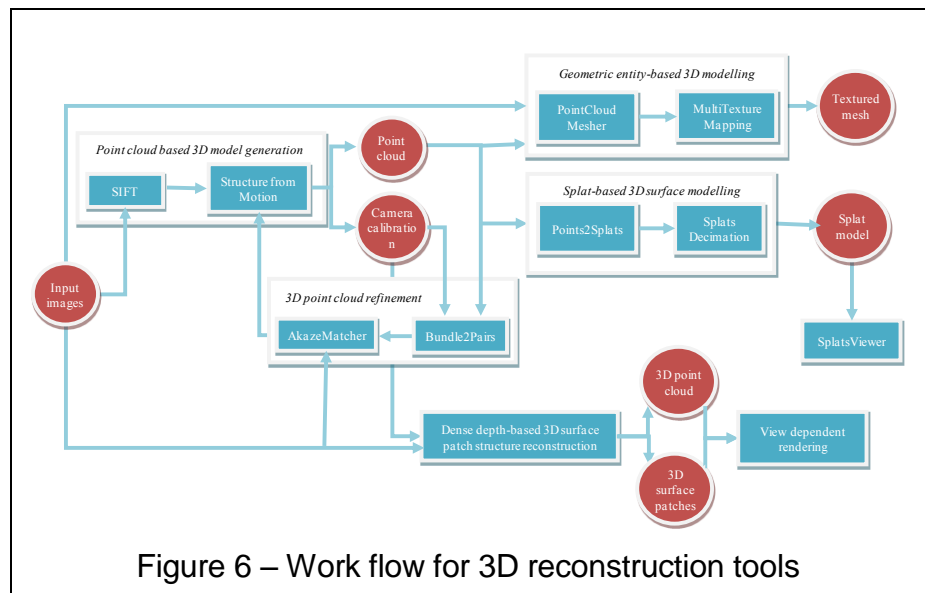 Geometric entity-based 3D modelling
PointCloud
Mesher
MultiTexture
Mapping
Textured
mesh
Point cloud based 3D model generation
SIFT
Structure from
Motion
Point
cloud
Camera
calibratio
n
Splat-based 3D surface modelling
Points2Splats
Splats
Decimation
Splat
model
SplatsViewer
Input
images
3D point cloud refinement
AkazeMatcher
Bundle2Pairs
Dense depth-based 3D surface
patch structure reconstruction
3D point
cloud
3D
surface
patches
View dependent
rendering
Figure 6 – Work flow for 3D reconstruction tools